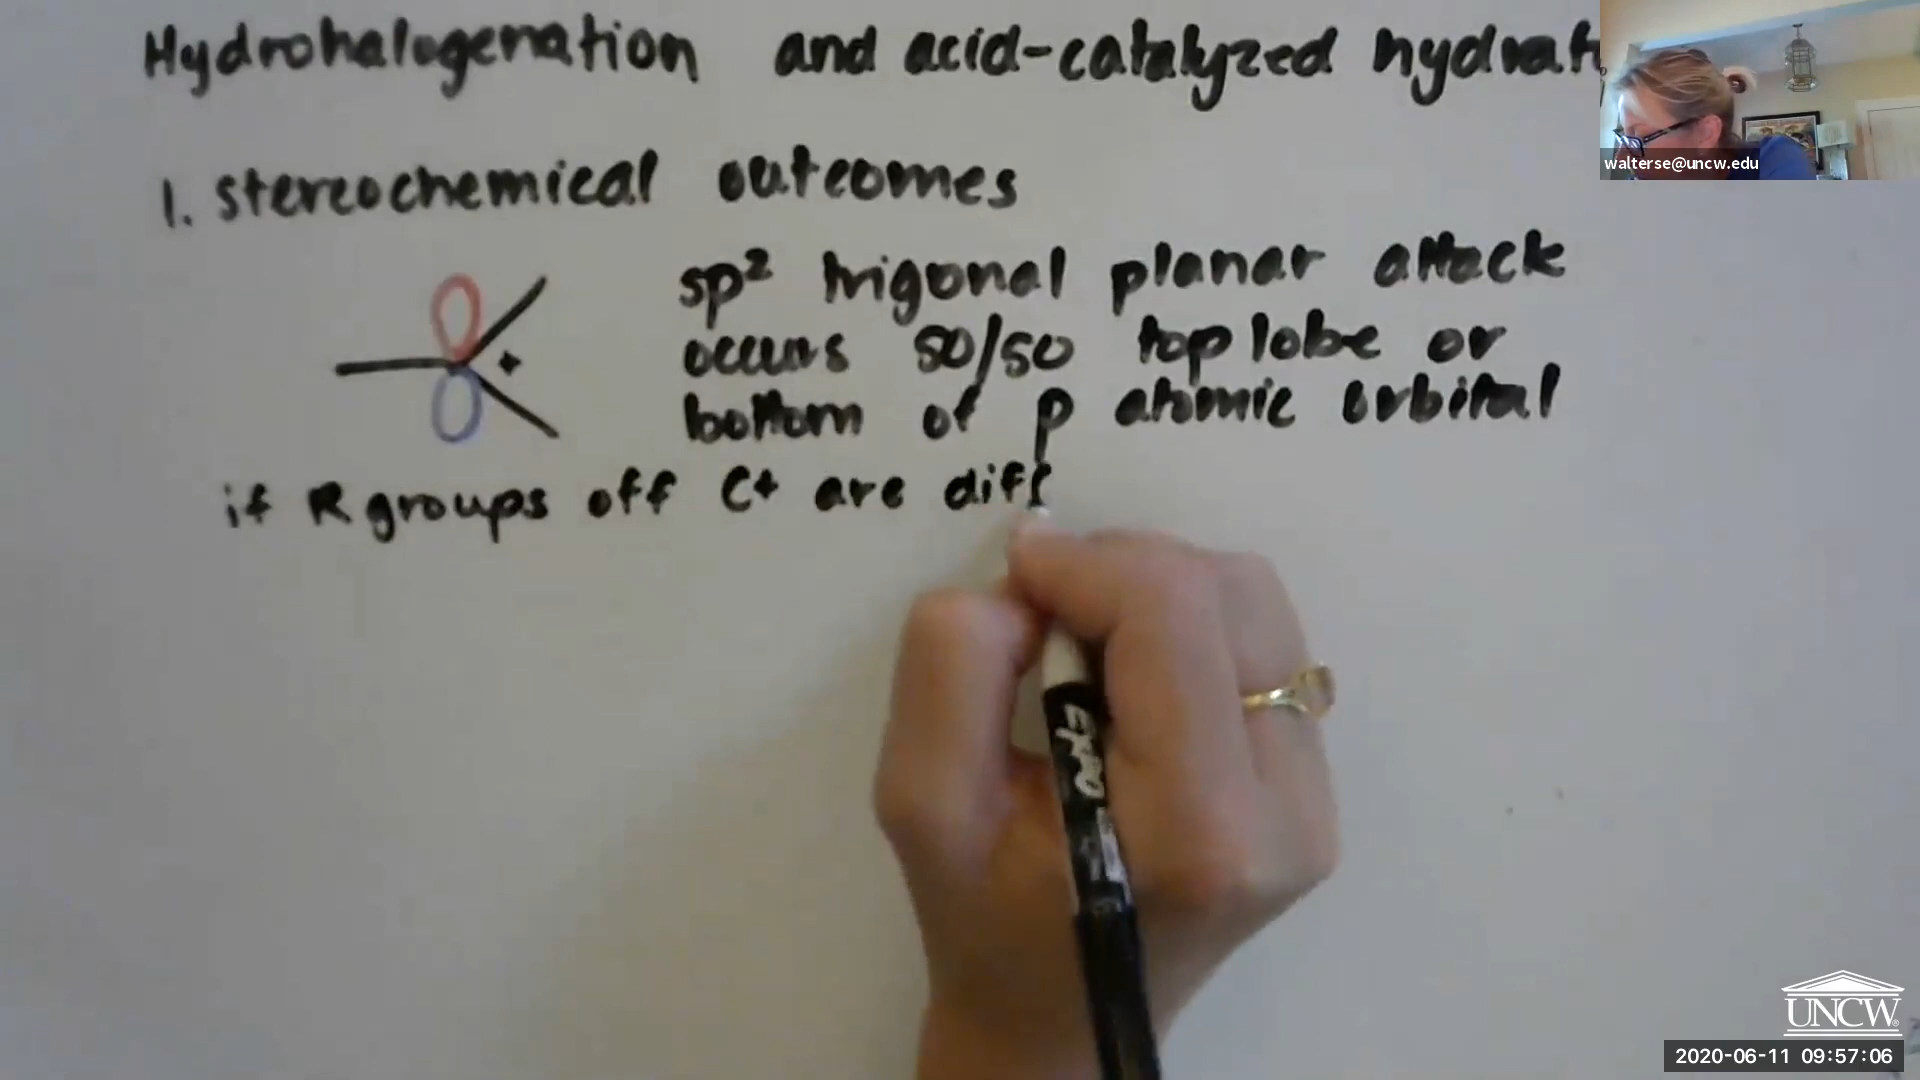 Hydrohalogenation and acid-catalyzed hydrat
walterse@uncw.edu
1. stereochemical outcomes
sp² trigonal planar attack
occurs 50/50 top lobe or
bottom of p atomic orbital
+
if R groups off C+ are diff
Expo
UNCW
2020-06-11 09:57:06